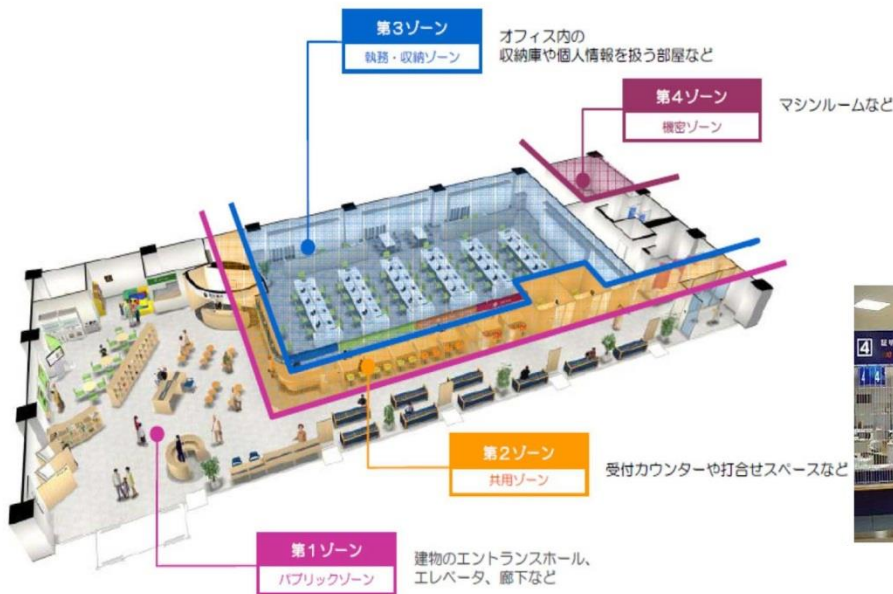 第3ゾーン
執務・収納ゾーン
オフィス内の
収納庫や個人情報を扱う部屋など
第4ゾーン
機密ゾーン
マシンルームなど
4
第2ゾーン
共用ゾーン
受付カウンターや打合せスペースなど
第1ゾーン
パブリックゾーン
建物のエントランスホール、
エレベータ、廊下など